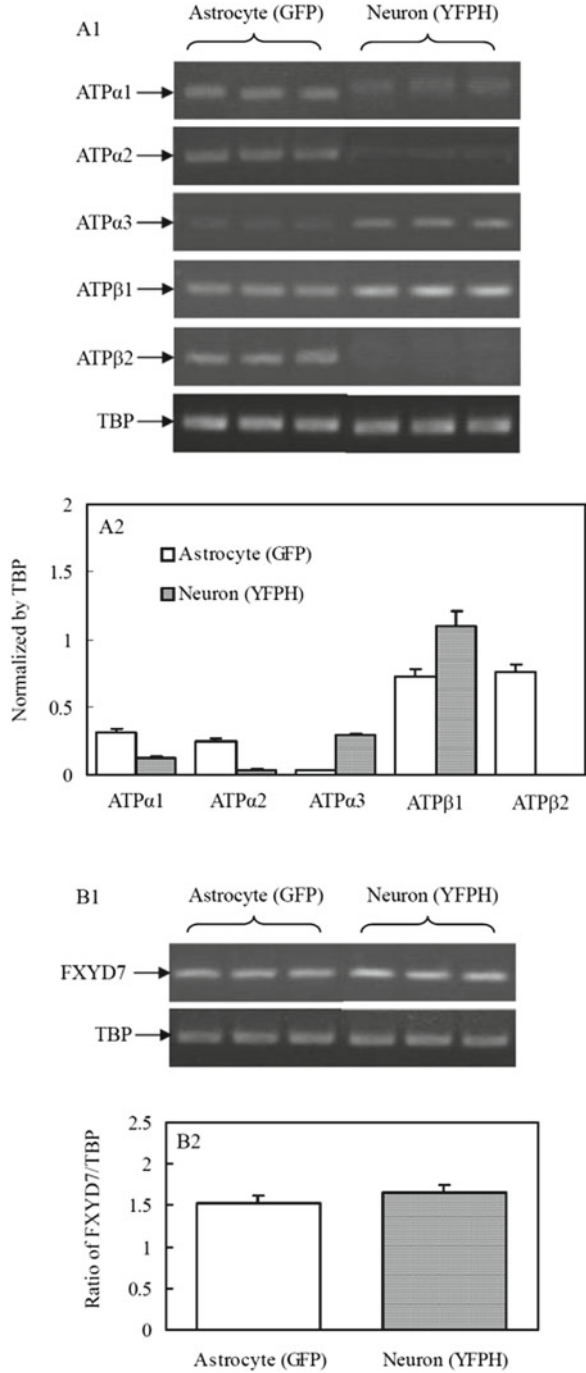 A1
Astrocyte (GFP) Neuron (YFPH)
ATPα1
ATPα2
ATPα3
ATPβ1
ATPβ2
TBP
A2
Astrocyte (GFP)
Neuron (YFPH)
Normalized by TBP
2
1.5
1
0.5
0
ATPα1 ATPα2 ATPα3 ATPβ1 ATPβ2
B1
Astrocyte (GFP) Neuron (YFPH)
FXYD7
TBP
B2
Ratio of FXYD7/TBP
2.5
2
1.5
1
0.5
0
Astrocyte (GFP) Neuron (YFPH)